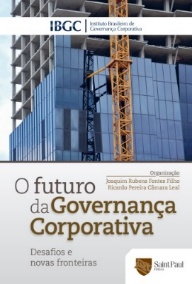 IBGC
Instituto Brasileiro de
Governança Corporativa
Organização
Joaquim Rubens Fontes Filho
Ricardo Pereira Câmara Leal
O futuro
da Governança
Corporativa
Desafios e
novas fronteiras
Saint Paul
Editora